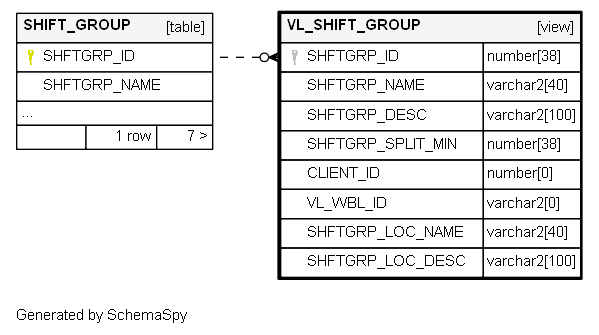 SHIFT_GROUP [table]
SHFTGRP_ID
SHFTGRP_NAME
...
1 row 7 >
VL_SHIFT_GROUP [view]
SHFTGRP_ID number[38]
SHFTGRP_NAME varchar2[40]
SHFTGRP_DESC varchar2[100]
SHFTGRP_SPLIT_MIN number[38]
CLIENT_ID number[0]
VL_WBL_ID varchar2[0]
SHFTGRP_LOC_NAME varchar2[40]
SHFTGRP_LOC_DESC varchar2[100]
Generated by SchemaSpy